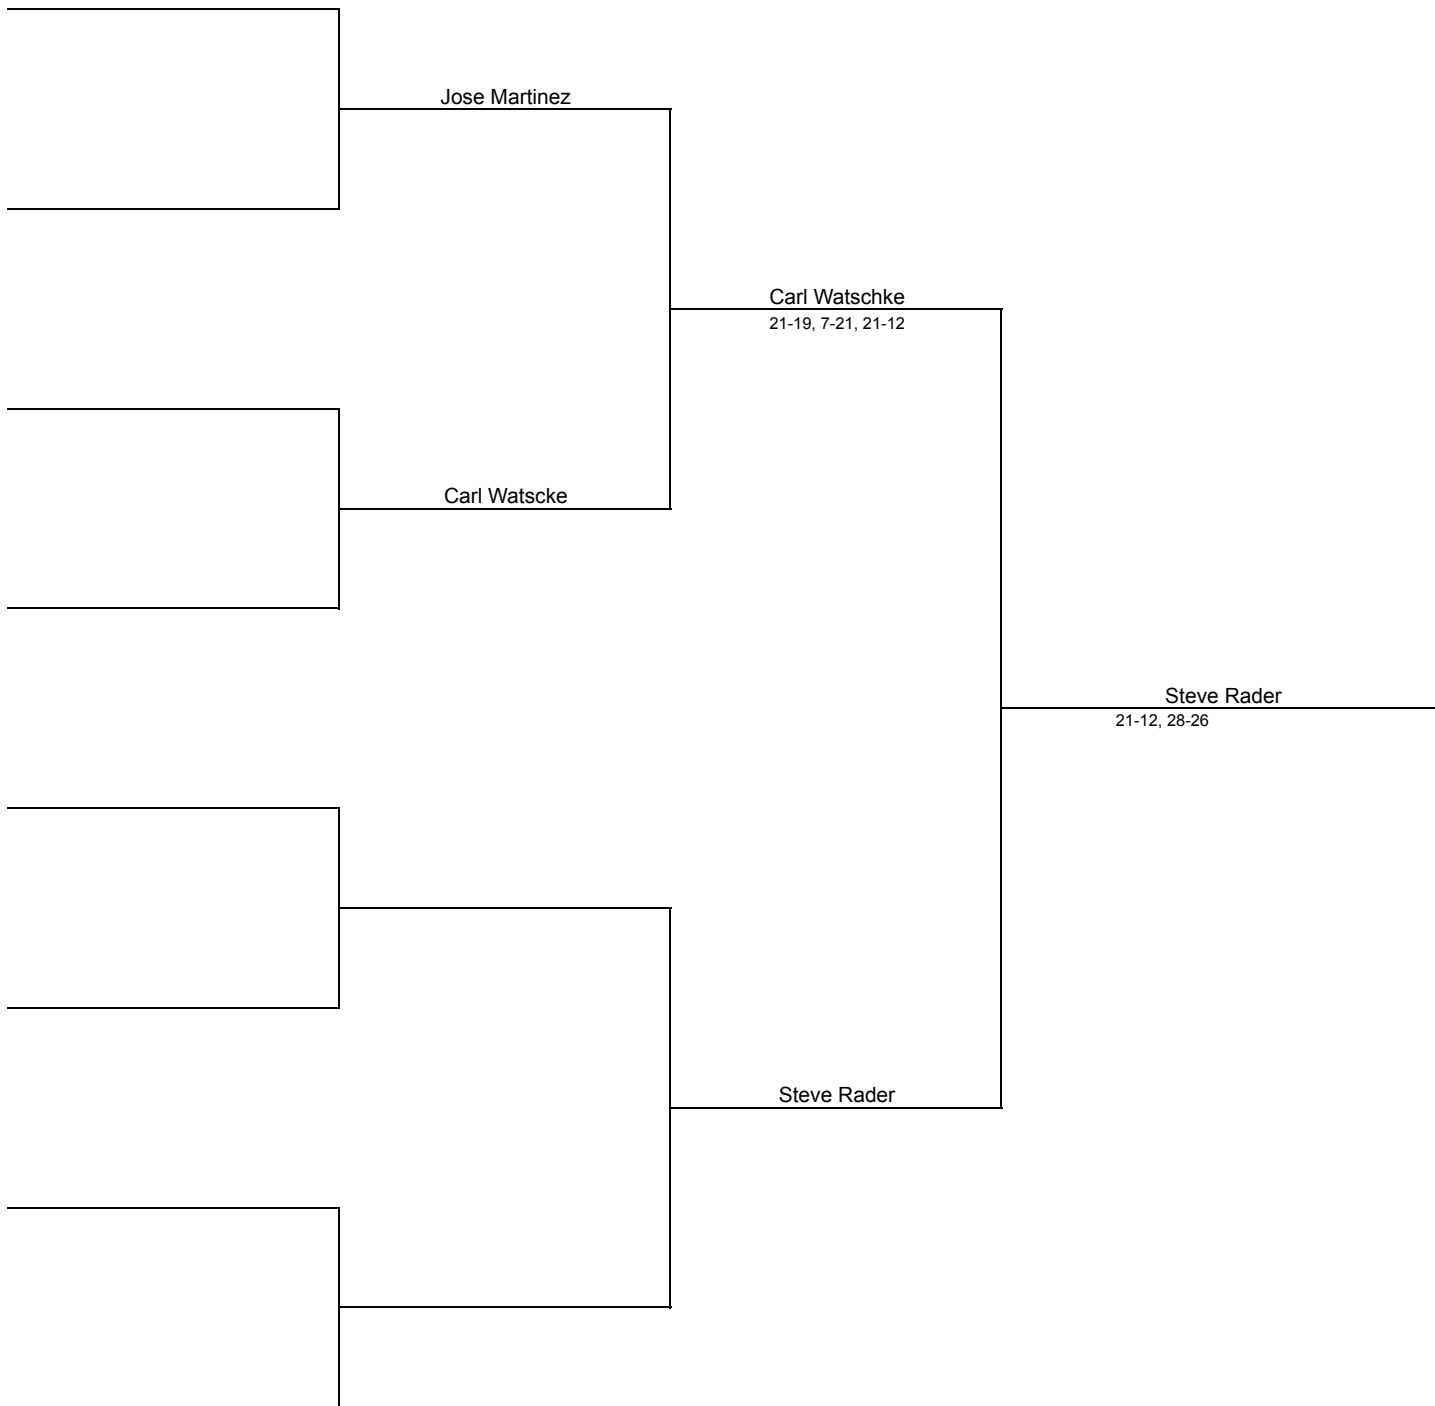 Jose Martinez
Carl Watschke
21-19, 7-21, 21-12
Carl Watscke
Steve Rader
21-12, 28-26
Steve Rader